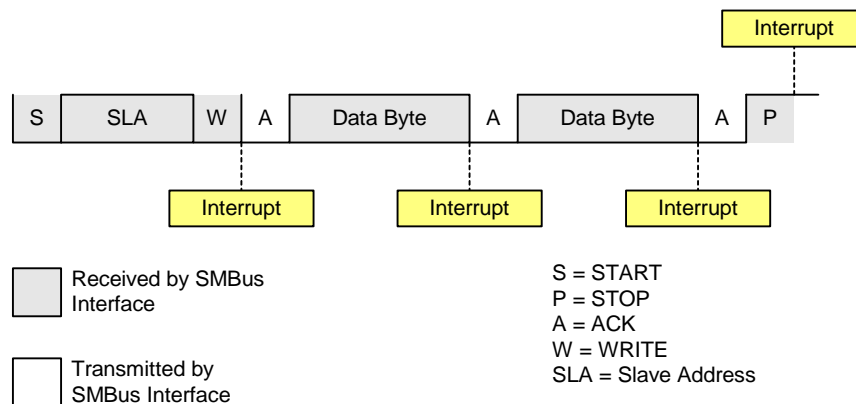 Interrupt
S SLA W A Data Byte A Data Byte A P
Interrupt Interrupt Interrupt
Received by SMBus
Interface
Transmitted by
SMBus Interface
S = START
P = STOP
A = ACK
W = WRITE
SLA = Slave Address